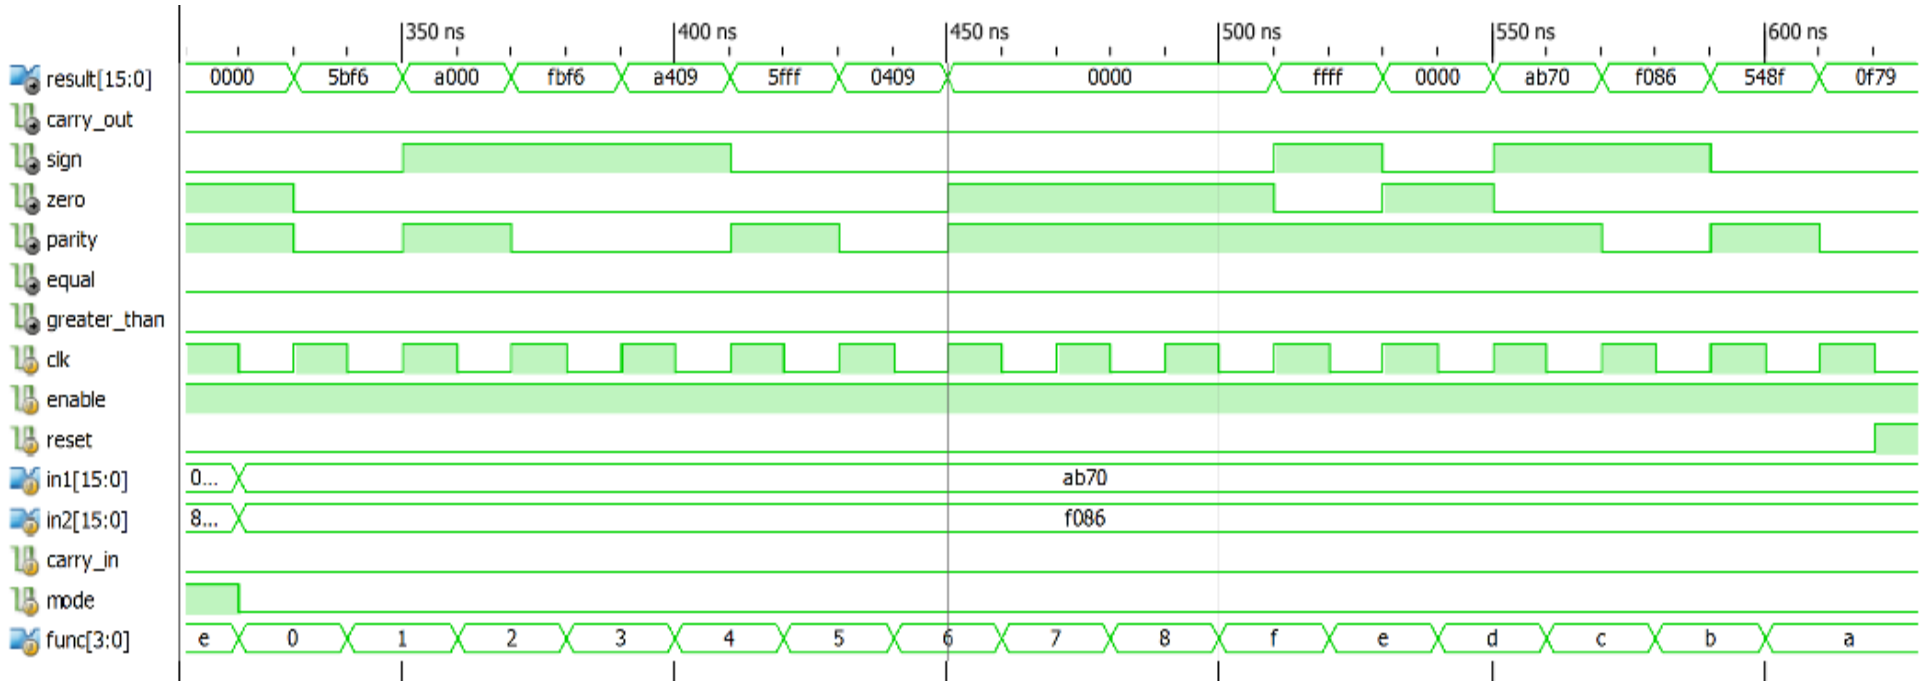 350 ns 400 ns 450 ns 500 ns 550 ns 600 ns
result[15:0] 0000 5bf6 a000 fbf6 a409 5fff 0409 0000 ffff 0000 ab70 f086 548f 0f79
carry_out
sign
zero
parity
equal
greater_than
clk
enable
reset
in1[15:0] 0... ab70
in2[15:0] 8... f086
carry_in
mode
func[3:0] e 0 1 2 3 4 5 6 7 8 f e d c b a